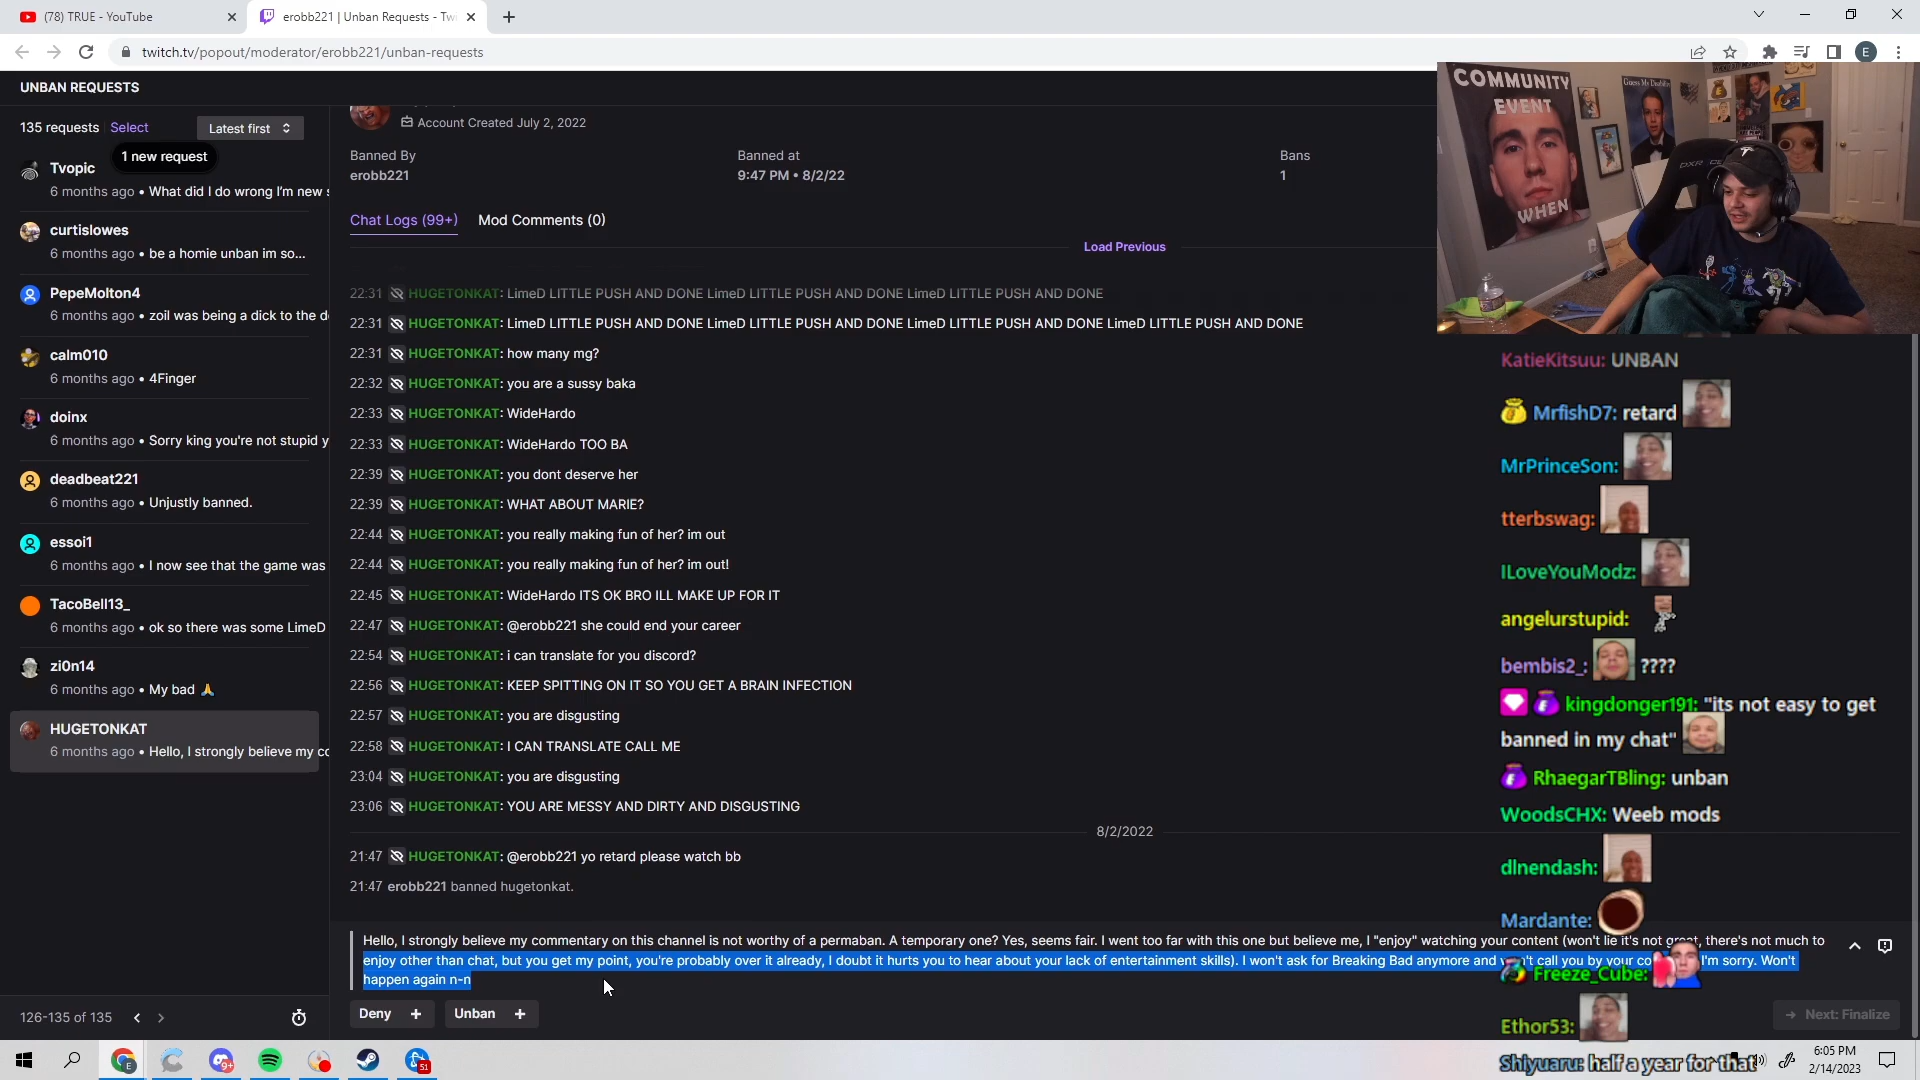 (78) TRUE - YouTube
erobb221 | Unban Requests - Tw
twitch.tv/popout/moderator/erobb221/unban-requests
E
UNBAN REQUESTS
135 requests Select
Latest first
1 new request
Tvopic
6 months ago • What did I do wrong I'm new s
curtislowes
6 months ago • be a homie unban im so...
PepeMolton4
6 months ago • zoil was being a dick to the d
calm010
6 months ago • 4Finger
doinx
6 months ago • Sorry king you're not stupid y
deadbeat221
6 months ago • Unjustly banned.
essoi1
6 months ago • I now see that the game was
TacoBell13_
6 months ago • ok so there was some LimeD
zi0n14
6 months ago • My bad 🙏
HUGETONKAT
6 months ago • Hello, I strongly believe my co
126-135 of 135
Account Created July 2, 2022
Banned By
erobb221
Banned at
9:47 PM • 8/2/22
Bans
1
Chat Logs (99+) Mod Comments (0)
Load Previous
22:31 HUGETONKAT: LimeD LITTLE PUSH AND DONE LimeD LITTLE PUSH AND DONE LimeD LITTLE PUSH AND DONE
22:31 HUGETONKAT: LimeD LITTLE PUSH AND DONE LimeD LITTLE PUSH AND DONE LimeD LITTLE PUSH AND DONE LimeD LITTLE PUSH AND DONE
22:31 HUGETONKAT: how many mg?
22:32 HUGETONKAT: you are a sussy baka
22:33 HUGETONKAT: WideHardo
22:33 HUGETONKAT: WideHardo TOO BA
22:39 HUGETONKAT: you dont deserve her
22:39 HUGETONKAT: WHAT ABOUT MARIE?
22:44 HUGETONKAT: you really making fun of her? im out
22:44 HUGETONKAT: you really making fun of her? im out!
22:45 HUGETONKAT: WideHardo ITS OK BRO ILL MAKE UP FOR IT
22:47 HUGETONKAT: @erobb221 she could end your career
22:54 HUGETONKAT: i can translate for you discord?
22:56 HUGETONKAT: KEEP SPITTING ON IT SO YOU GET A BRAIN INFECTION
22:57 HUGETONKAT: you are disgusting
22:58 HUGETONKAT: I CAN TRANSLATE CALL ME
23:04 HUGETONKAT: you are disgusting
23:06 HUGETONKAT: YOU ARE MESSY AND DIRTY AND DISGUSTING
8/2/2022
21:47 HUGETONKAT: @erobb221 yo retard please watch bb
21:47 erobb221 banned hugetonkat.
Hello, I strongly believe my commentary on this channel is not worthy of a permaban. A temporary one? Yes, seems fair. I went too far with this one but believe me, I "enjoy" watching your content (won't lie it's not great, there's not much to
enjoy other than chat, but you get my point, you're probably over it already, I doubt it hurts you to hear about your lack of entertainment skills). I won't ask for Breaking Bad anymore and won't call you by your co I'm sorry. Won't
happen again n-n
Deny + Unban +
Next: Finalize
COMMUNITY
EVENT
WHEN
KatieKitsuu: UNBAN
MrfishD7: retard
MrPrinceSon:
tterbswag:
ILoveYouModz:
angelurstupid:
bembis2_: ????
kingdonger191: "its not easy to get
banned in my chat"
RhaegarTBling: unban
WoodsCHX: Weeb mods
dlnendash:
Mardante:
Freeze_Cube:
Ethor53:
Shiyuaru: half a year for that
9+
51
6:05 PM
2/14/2023